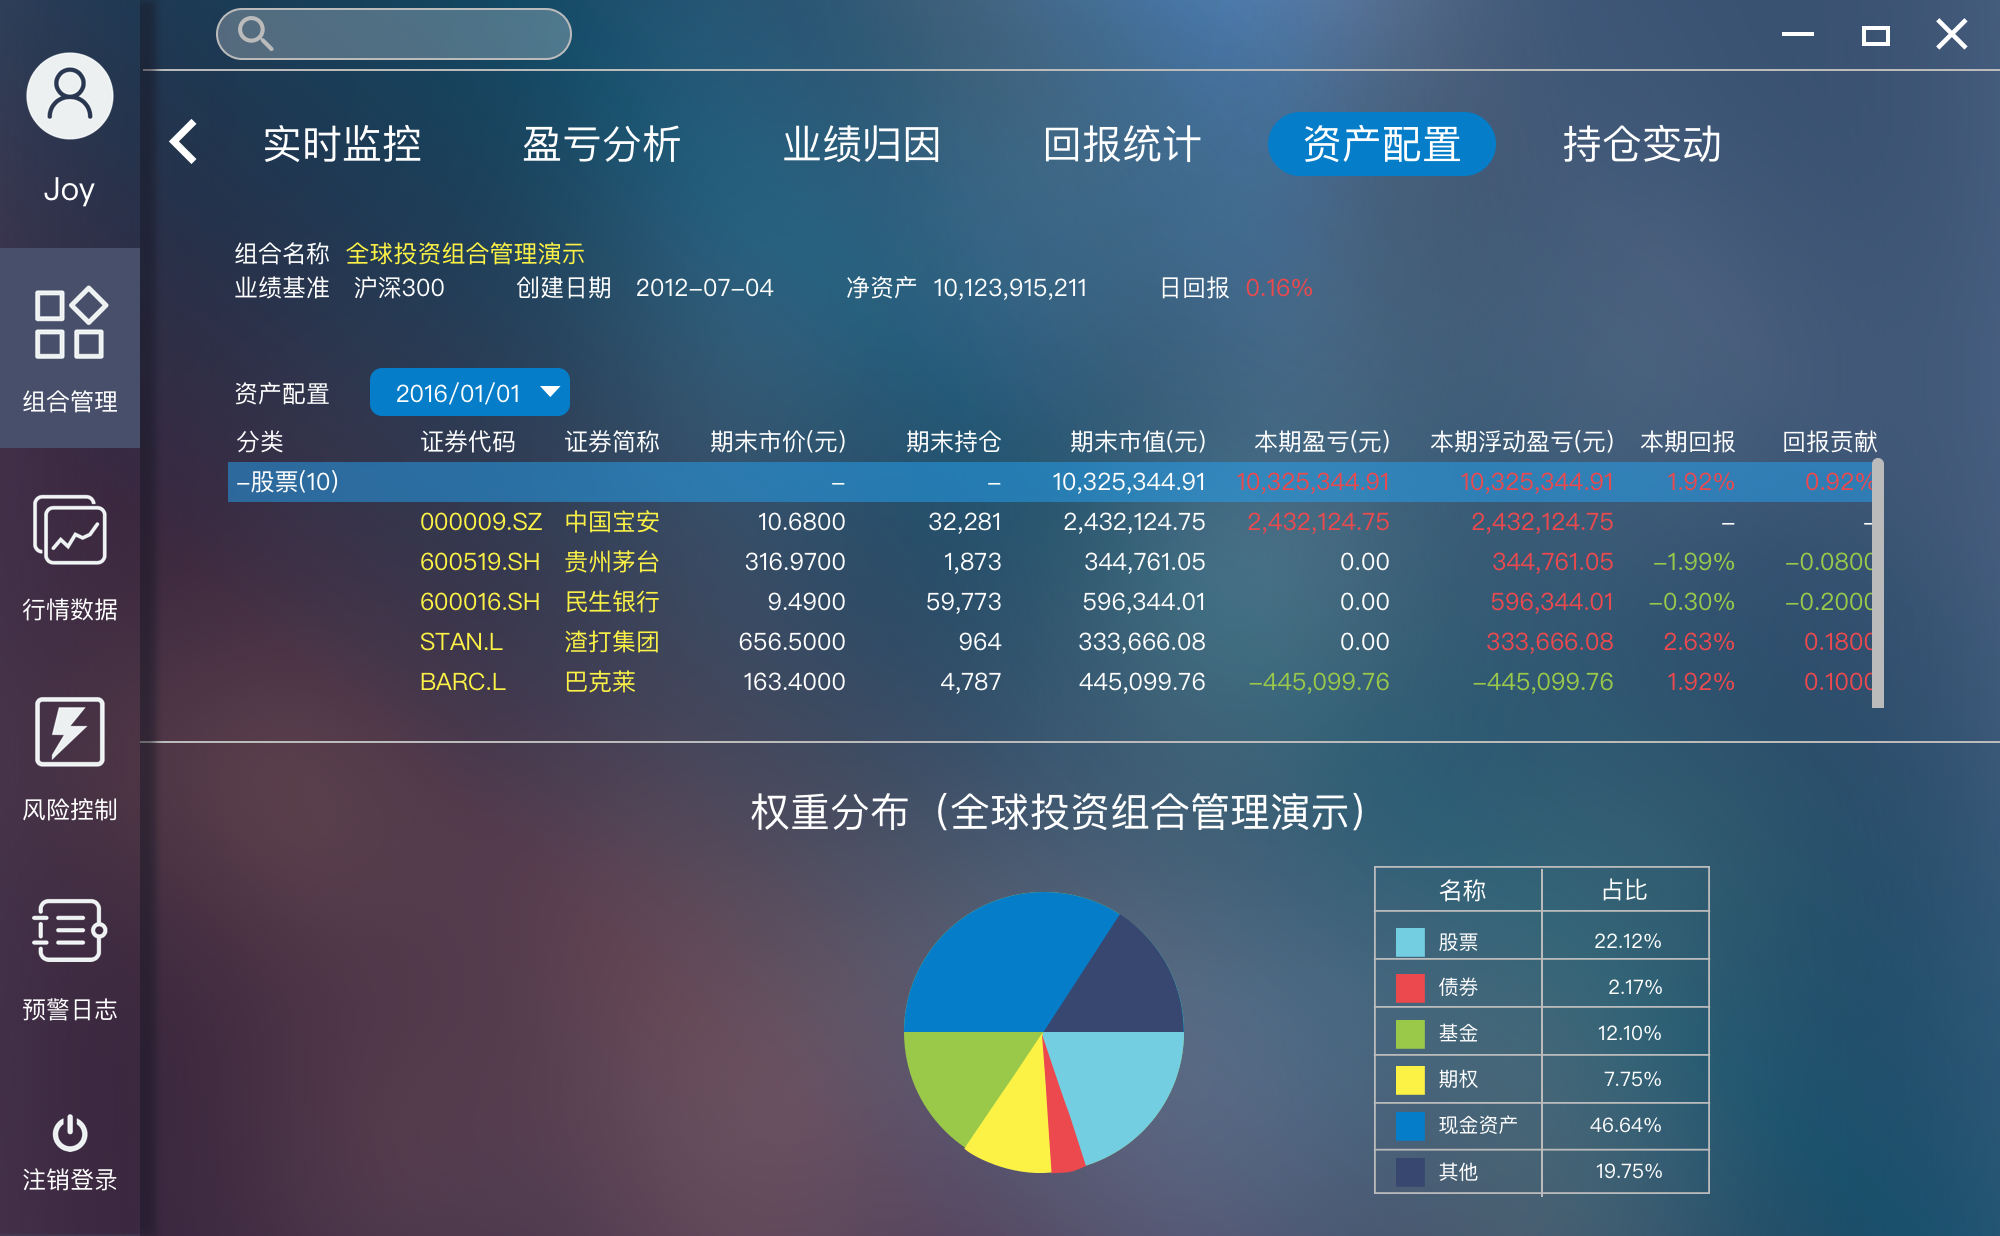 Joy
组合管理
行情数据
风险控制
预警日志
注销登录
实时监控 盈亏分析 业绩归因 回报统计 资产配置 持仓变动
组合名称 全球投资组合管理演示
业绩基准 沪深300 创建日期 2012-07-04 净资产 10,123,915,211 日回报 0.16%
资产配置 2016/01/01
分类 证券代码 证券简称 期末市价(元) 期末持仓 期末市值(元) 本期盈亏(元) 本期浮动盈亏(元) 本期回报 回报贡献
-股票(10) - - 10,325,344.91 10,325,344.91 10,325,344.91 1.92% 0.92%
000009.SZ 中国宝安 10.6800 32,281 2,432,124.75 2,432,124.75 2,432,124.75 - -
600519.SH 贵州茅台 316.9700 1,873 344,761.05 0.00 344,761.05 -1.99% -0.0800
600016.SH 民生银行 9.4900 59,773 596,344.01 0.00 596,344.01 -0.30% -0.2000
STAN.L 渣打集团 656.5000 964 333,666.08 0.00 333,666.08 2.63% 0.1800
BARC.L 巴克莱 163.4000 4,787 445,099.76 -445,099.76 -445,099.76 1.92% 0.1000
权重分布（全球投资组合管理演示）
名称 占比
股票 22.12%
债券 2.17%
基金 12.10%
期权 7.75%
现金资产 46.64%
其他 19.75%